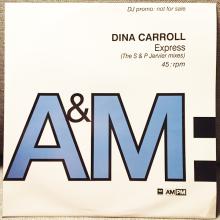 DJ promo: not for sale
DINA CARROLL
Express
(The S & P Jervier mixes)
45 : rpm
A&M:
AM:PM